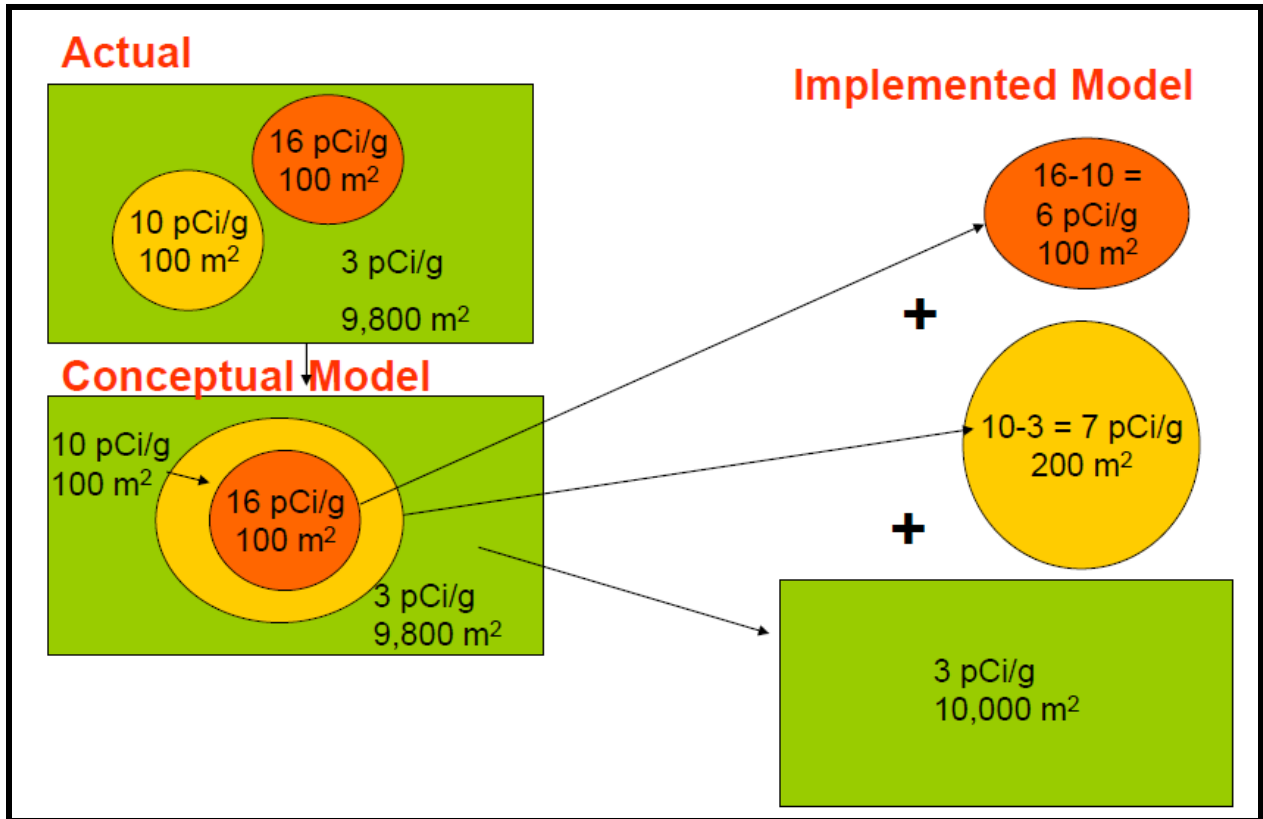 Actual
16 pCi/g
100 m²
10 pCi/g
100 m²
3 pCi/g
9,800 m²
Conceptual Model
10 pCi/g
100 m²
16 pCi/g
100 m²
3 pCi/g
9,800 m²
Implemented Model
16-10 =
6 pCi/g
100 m²
+
10-3 = 7 pCi/g
200 m²
+
3 pCi/g
10,000 m²